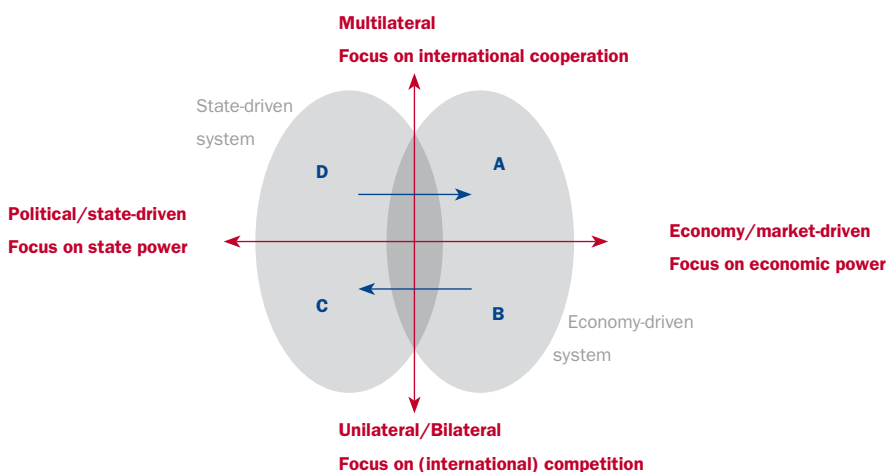 Multilateral
Focus on international cooperation
State-driven
system
D
A
Political/state-driven
Focus on state power
Economy/market-driven
Focus on economic power
C
B
Economy-driven
system
Unilateral/Bilateral
Focus on (international) competition